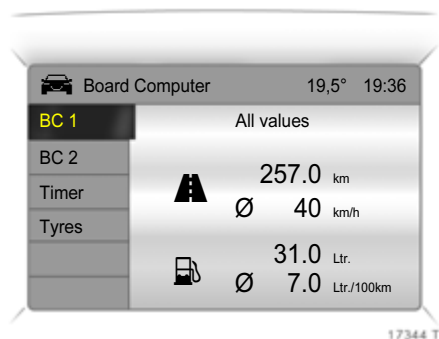 Board Computer 19,5° 19:36
BC 1
All values
BC 2
Timer
Tyres
257.0 km
Ø 40 km/h
31.0 Ltr.
Ø 7.0 Ltr./100km
17344 T